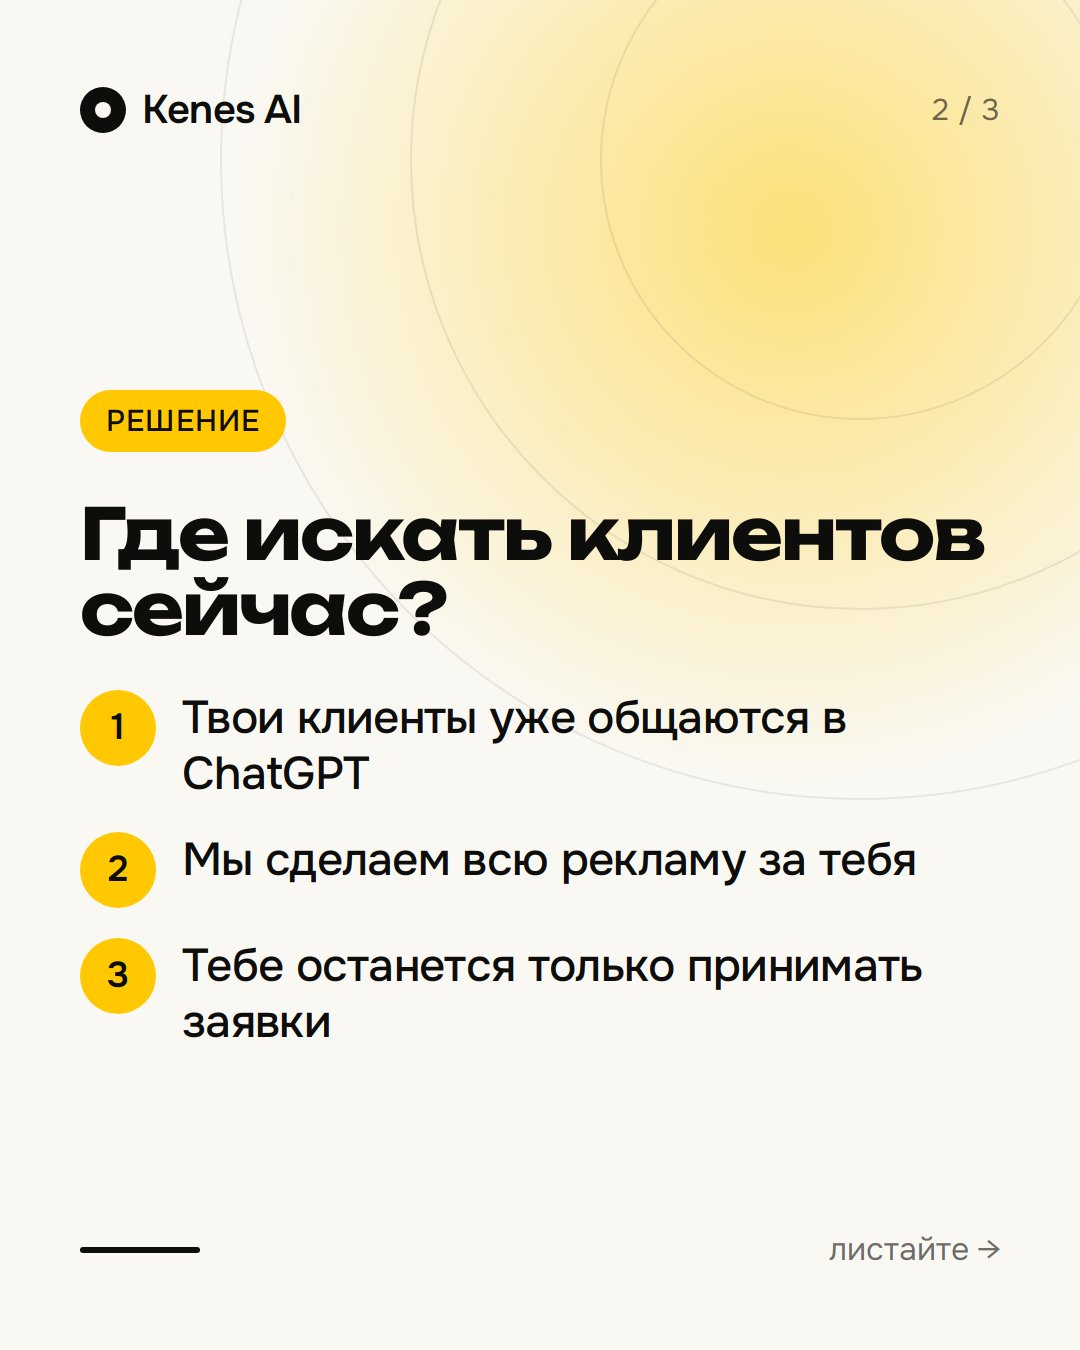 Kenes AI
2 / 3
РЕШЕНИЕ
Где искать клиентов
сейчас?
1 Твои клиенты уже общаются в
ChatGPT
2 Мы сделаем всю рекламу за тебя
3 Тебе останется только принимать
заявки
листайте →